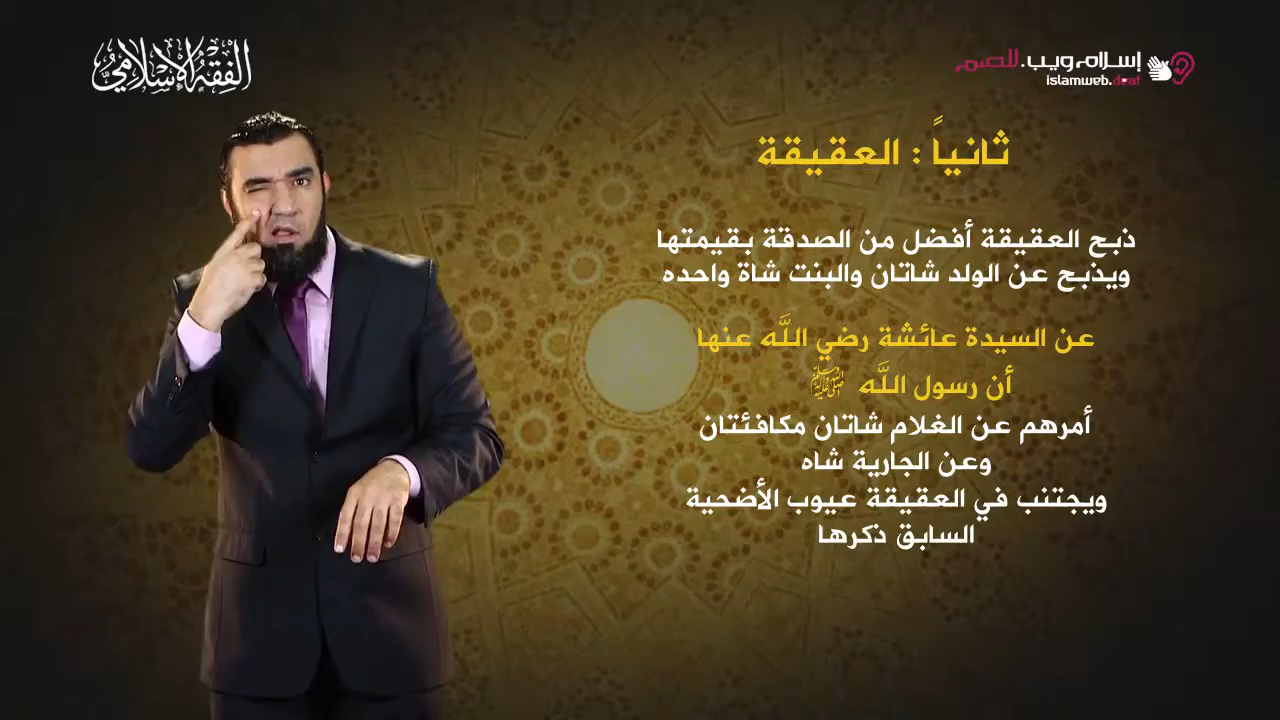 الفقه الإسلامي
إسلام ويب.للصم
islamweb.deaf
ثانياً : العقيقة
ذبح العقيقة أفضل من الصدقة بقيمتها
ويذبح عن الولد شاتان والبنت شاة واحده
عن السيدة عائشة رضي اللَّه عنها
أن رسول اللَّه ﷺ
أمرهم عن الغلام شاتان مكافئتان
وعن الجارية شاه
ويجتنب في العقيقة عيوب الأضحية
السابق ذكرها